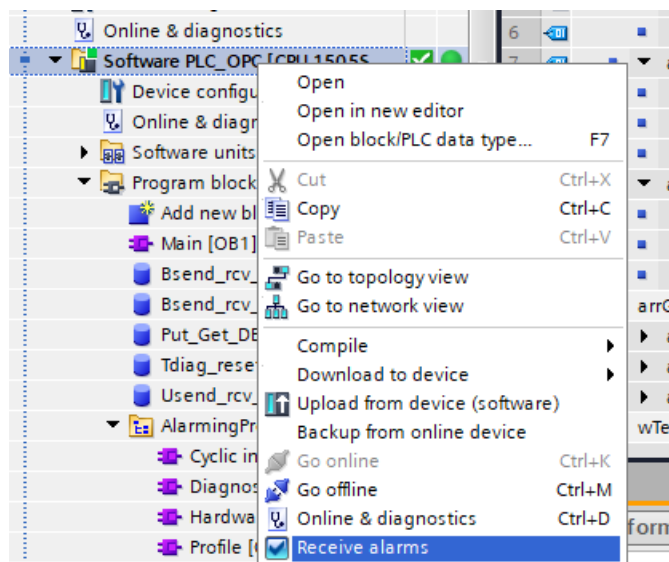 Online & diagnostics
6
Software PLC_OPC [CPU 1505S
7
Open
Device configu
Open in new editor
Online & diagn
Open block/PLC data type... F7
Software units
Program block
Cut Ctrl+X
Add new bl
Copy Ctrl+C
Main [OB1]
Paste Ctrl+V
Bsend_rcv_
Go to topology view
Bsend_rcv_
Go to network view
Put_Get_DB
Compile
Tdiag_rese
Download to device
Usend_rcv_
Upload from device (software)
AlarmingPr
Backup from online device
Cyclic in
Go online Ctrl+K
Diagnos
Go offline Ctrl+M
Hardwa
Online & diagnostics Ctrl+D
Profile [
Receive alarms